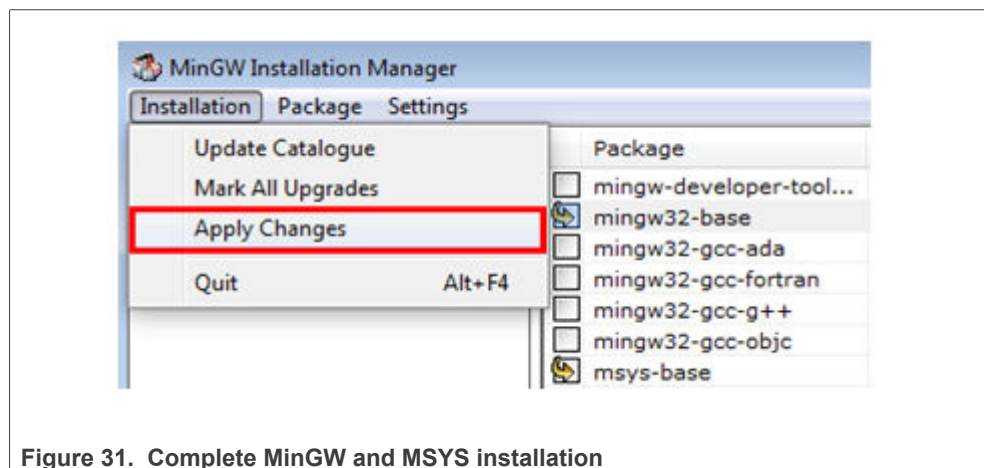 MinGW Installation Manager
Installation Package Settings
Update Catalogue
Mark All Upgrades
Apply Changes
Quit Alt+F4
Package
mingw-developer-tool...
mingw32-base
mingw32-gcc-ada
mingw32-gcc-fortran
mingw32-gcc-g++
mingw32-gcc-objc
msys-base
Figure 31. Complete MinGW and MSYS installation